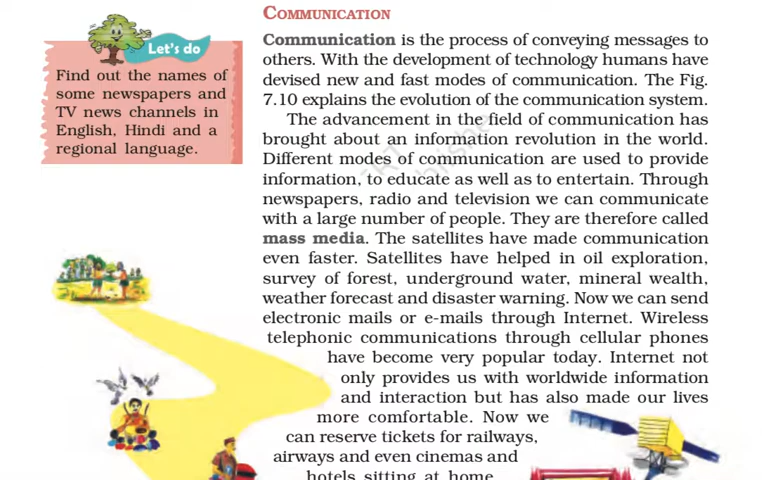 COMMUNICATION
Let's do
Find out the names of
some newspapers and
TV news channels in
English, Hindi and a
regional language.
Communication is the process of conveying messages to
others. With the development of technology humans have
devised new and fast modes of communication. The Fig.
7.10 explains the evolution of the communication system.
The advancement in the field of communication has
brought about an information revolution in the world.
Different modes of communication are used to provide
information, to educate as well as to entertain. Through
newspapers, radio and television we can communicate
with a large number of people. They are therefore called
mass media. The satellites have made communication
even faster. Satellites have helped in oil exploration,
survey of forest, underground water, mineral wealth,
weather forecast and disaster warning. Now we can send
electronic mails or e-mails through Internet. Wireless
telephonic communications through cellular phones
have become very popular today. Internet not
only provides us with worldwide information
and interaction but has also made our lives
more comfortable. Now we
can reserve tickets for railways,
airways and even cinemas and
hotels sitting at home.